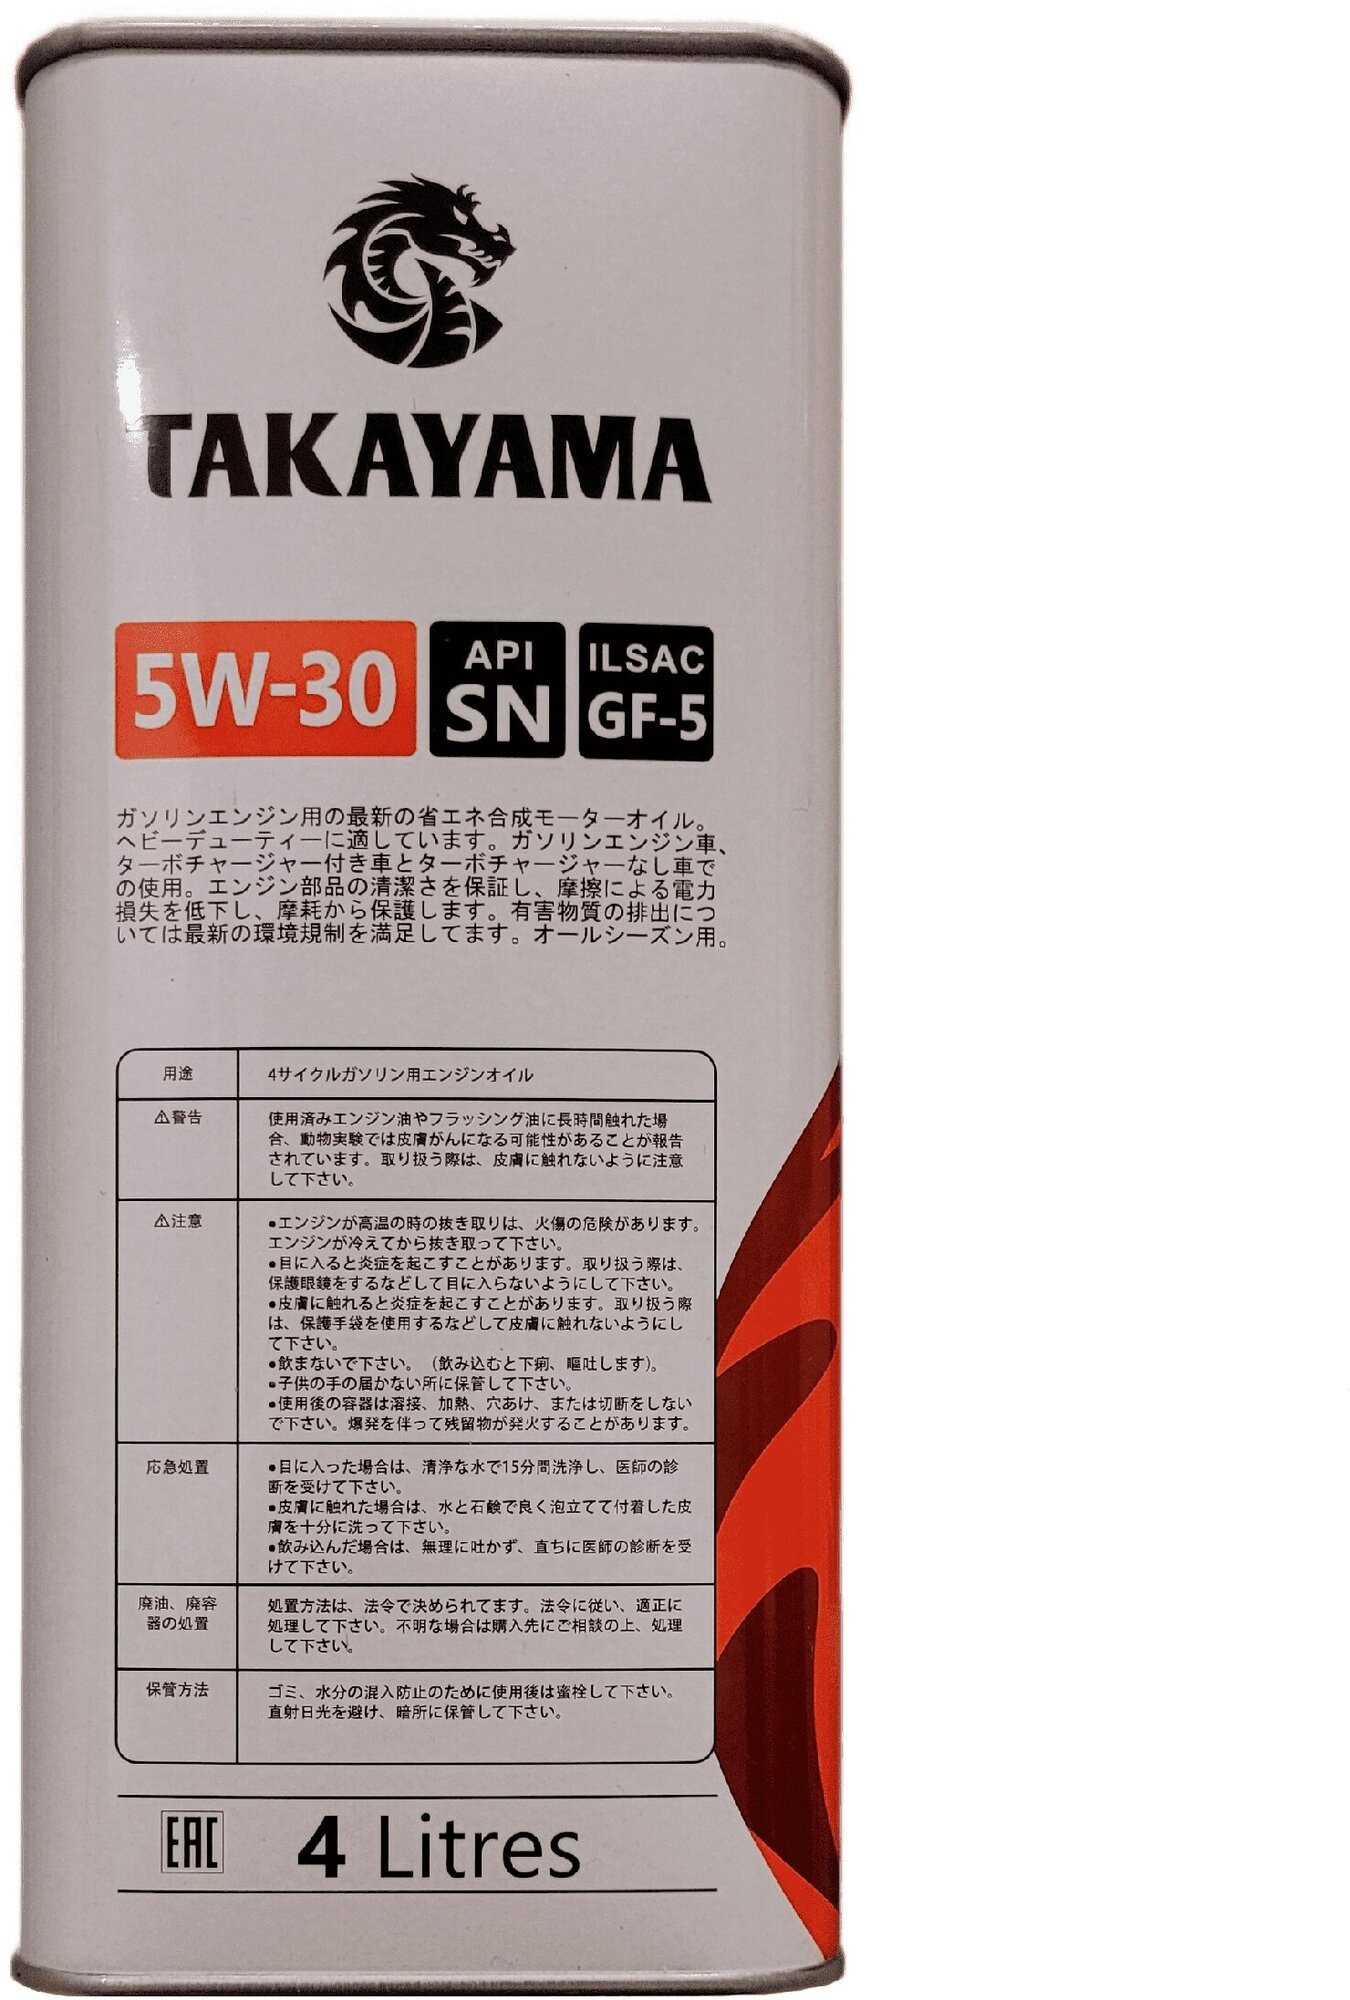 TAKAYAMA
5W-30
API
SN
ILSAC
GF-5
ガソリンエンジン用の最新の省エネ合成モーターオイル。
ヘビーデューティーに適しています。ガソリンエンジン車、
ターボチャージャー付き車とターボチャージャーなし車で
の使用。エンジン部品の清潔さを保証し、摩擦による電力
損失を低下し、摩耗から保護します。有害物質の排出につ
いては最新の環境規制を満足してます。オールシーズン用。
用途
4サイクルガソリン用エンジンオイル
⚠警告
使用済みエンジン油やフラッシング油に長時間触れた場
合、動物実験では皮膚がんになる可能性があることが報告
されています。取り扱う際は、皮膚に触れないように注意
して下さい。
⚠注意
●エンジンが高温の時の抜き取りは、火傷の危険があります。
エンジンが冷えてから抜き取って下さい。
●目に入ると炎症を起こすことがあります。取り扱う際は、
保護眼鏡をするなどして目に入らないようにして下さい。
●皮膚に触れると炎症を起こすことがあります。取り扱う際
は、保護手袋を使用するなどして皮膚に触れないようにし
て下さい。
●飲まないで下さい。（飲み込むと下痢、嘔吐します)。
●子供の手の届かない所に保管して下さい。
●使用後の容器は溶接、加熱、穴あけ、または切断をしない
で下さい。爆発を伴って残留物が発火することがあります。
応急処置
●目に入った場合は、清浄な水で15分間洗浄し、医師の診
断を受けて下さい。
●皮膚に触れた場合は、水と石鹸で良く泡立てて付着した皮
膚を十分に洗って下さい。
●飲み込んだ場合は、無理に吐かず、直ちに医師の診断を受
けて下さい。
廃油、廃容
器の処置
処置方法は、法令で決められてます。法令に従い、適正に
処理して下さい。不明な場合は購入先にご相談の上、処理
して下さい。
保管方法
ゴミ、水分の混入防止のために使用後は蜜栓して下さい。
直射日光を避け、暗所に保管して下さい。
EAC
4 Litres